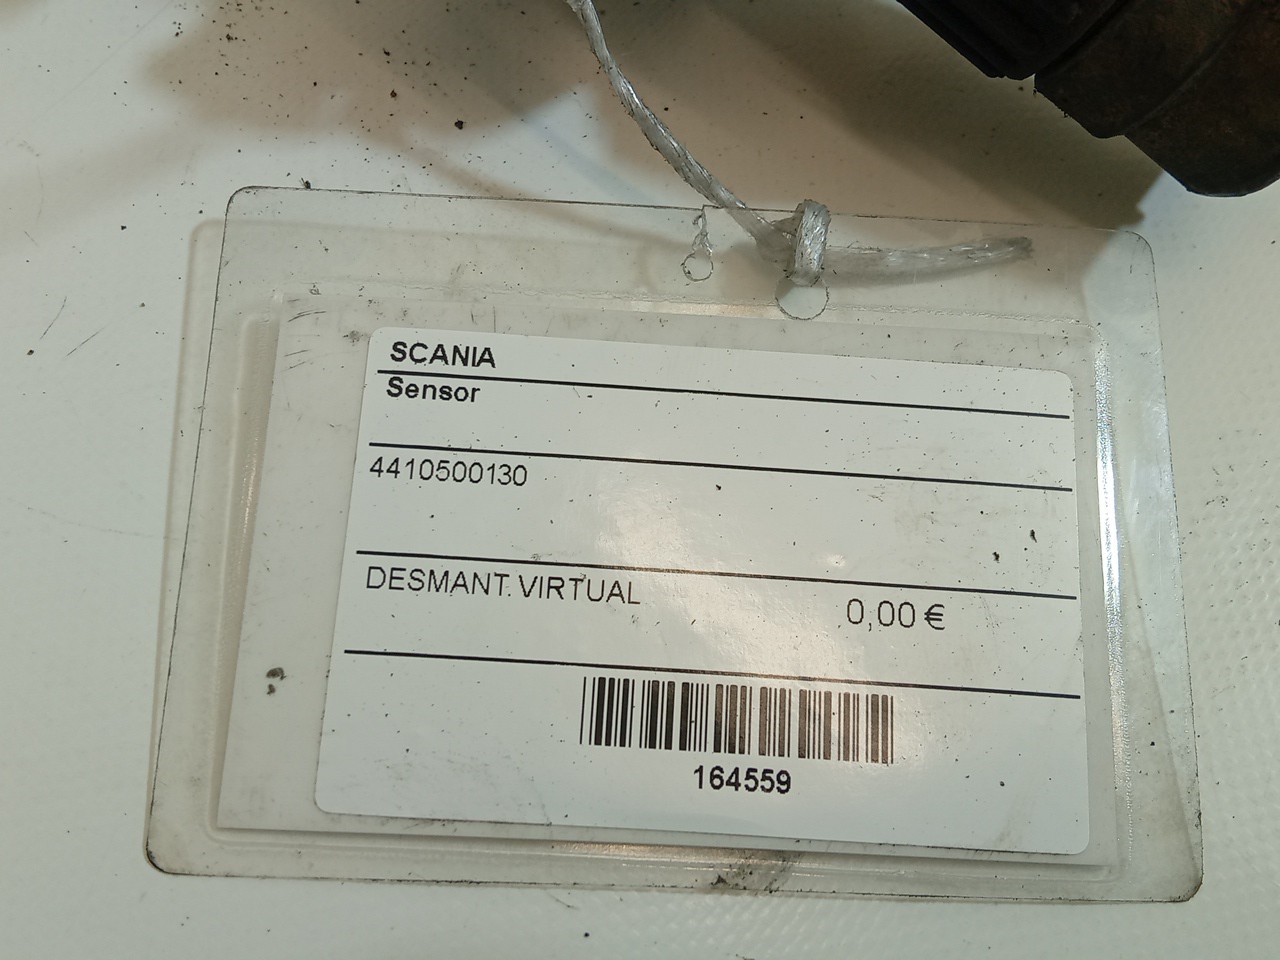 SCANIA
Sensor
4410500130
DESMANT. VIRTUAL 0,00 €
164559